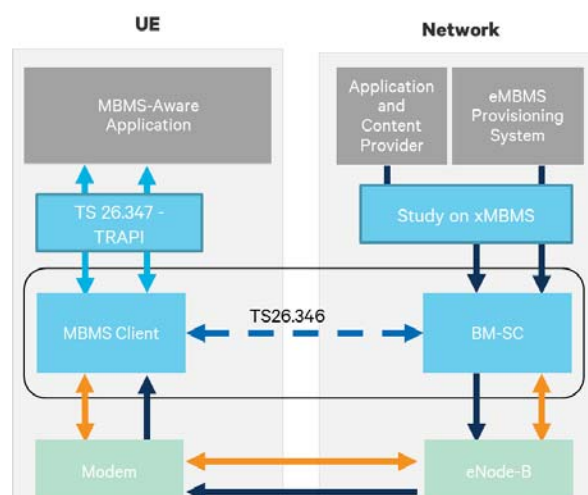 UE
Network
MBMS-Aware
Application
Application
and
Content
Provider
eMBMS
Provisioning
System
TS 26.347 -
TRAPI
Study on xMBMS
TS26.346
MBMS Client
BM-SC
Modem
eNode-B